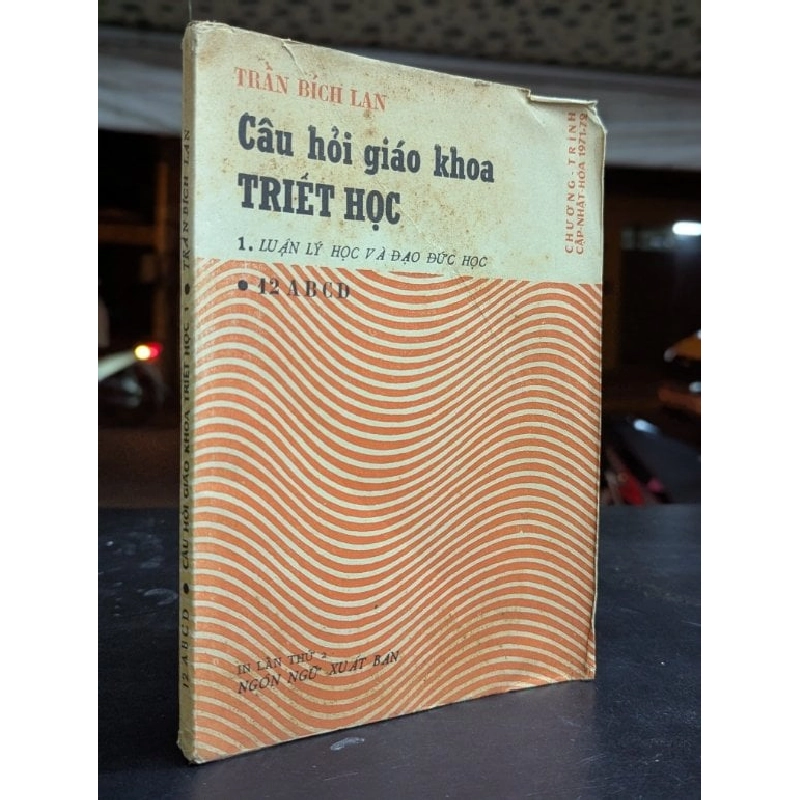 TRẦN BÍCH LAN
Câu hỏi giáo khoa
TRIẾT HỌC
1. LUẬN LÝ HỌC VÀ ĐẠO ĐỨC HỌC
• 12 A B C D
CHƯƠNG-TRÌNH
CẬP-NHẬT-HÓA 1971-72
IN LẦN THỨ 2
NGÔN NGỮ XUẤT BẢN
12 A B C D • CÂU HỎI GIÁO KHOA TRIẾT HỌC 1 • TRẦN BÍCH LAN